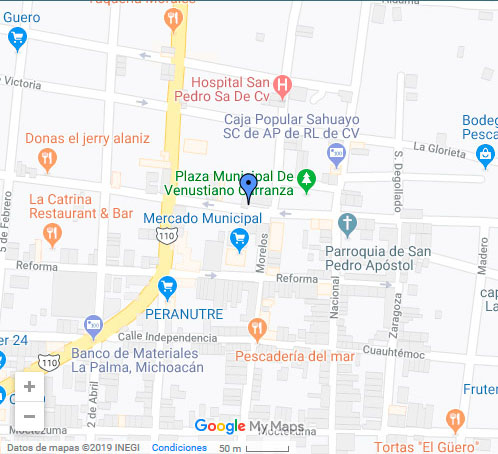 Taquería Morelos
Guero
Victoria
Hospital San
Pedro Sa De Cv
Donas el jerry alaniz
Caja Popular Sahuayo
SC de AP de RL de CV
Bodeg
Pesca
La Glorieta
S. Degollado
Plaza Municipal De
Venustiano Carranza
La Catrina
Restaurant & Bar
5 de Febrero
110
Mercado Municipal
Morelos
Parroquia de San
Pedro Apóstol
Madero
Reforma
Reforma
Nacional
Zaragoza
cap
PERANUTRE
er 24
Calle Independencia
Pescadería del mar
Cuauhtémoc
110
Banco de Materiales
La Palma, Michoacán
2 de Abril
Fruter
Moctezuma
Google My Maps
Moctezuma
Tortas "El Güero"
Datos de mapas ©2019 INEGI
Condiciones
50 m